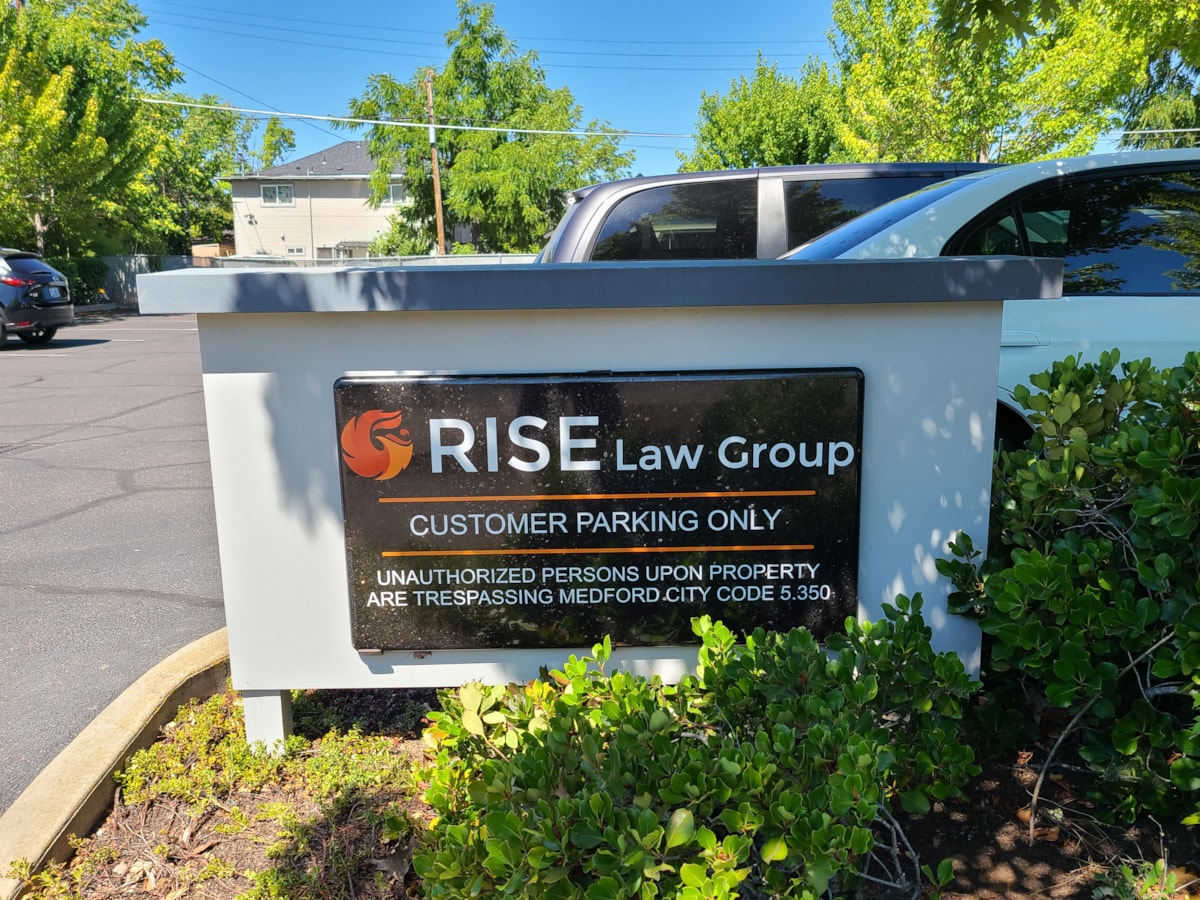 RISE Law Group
CUSTOMER PARKING ONLY
UNAUTHORIZED PERSONS UPON PROPERTY
ARE TRESPASSING MEDFORD CITY CODE 5.350